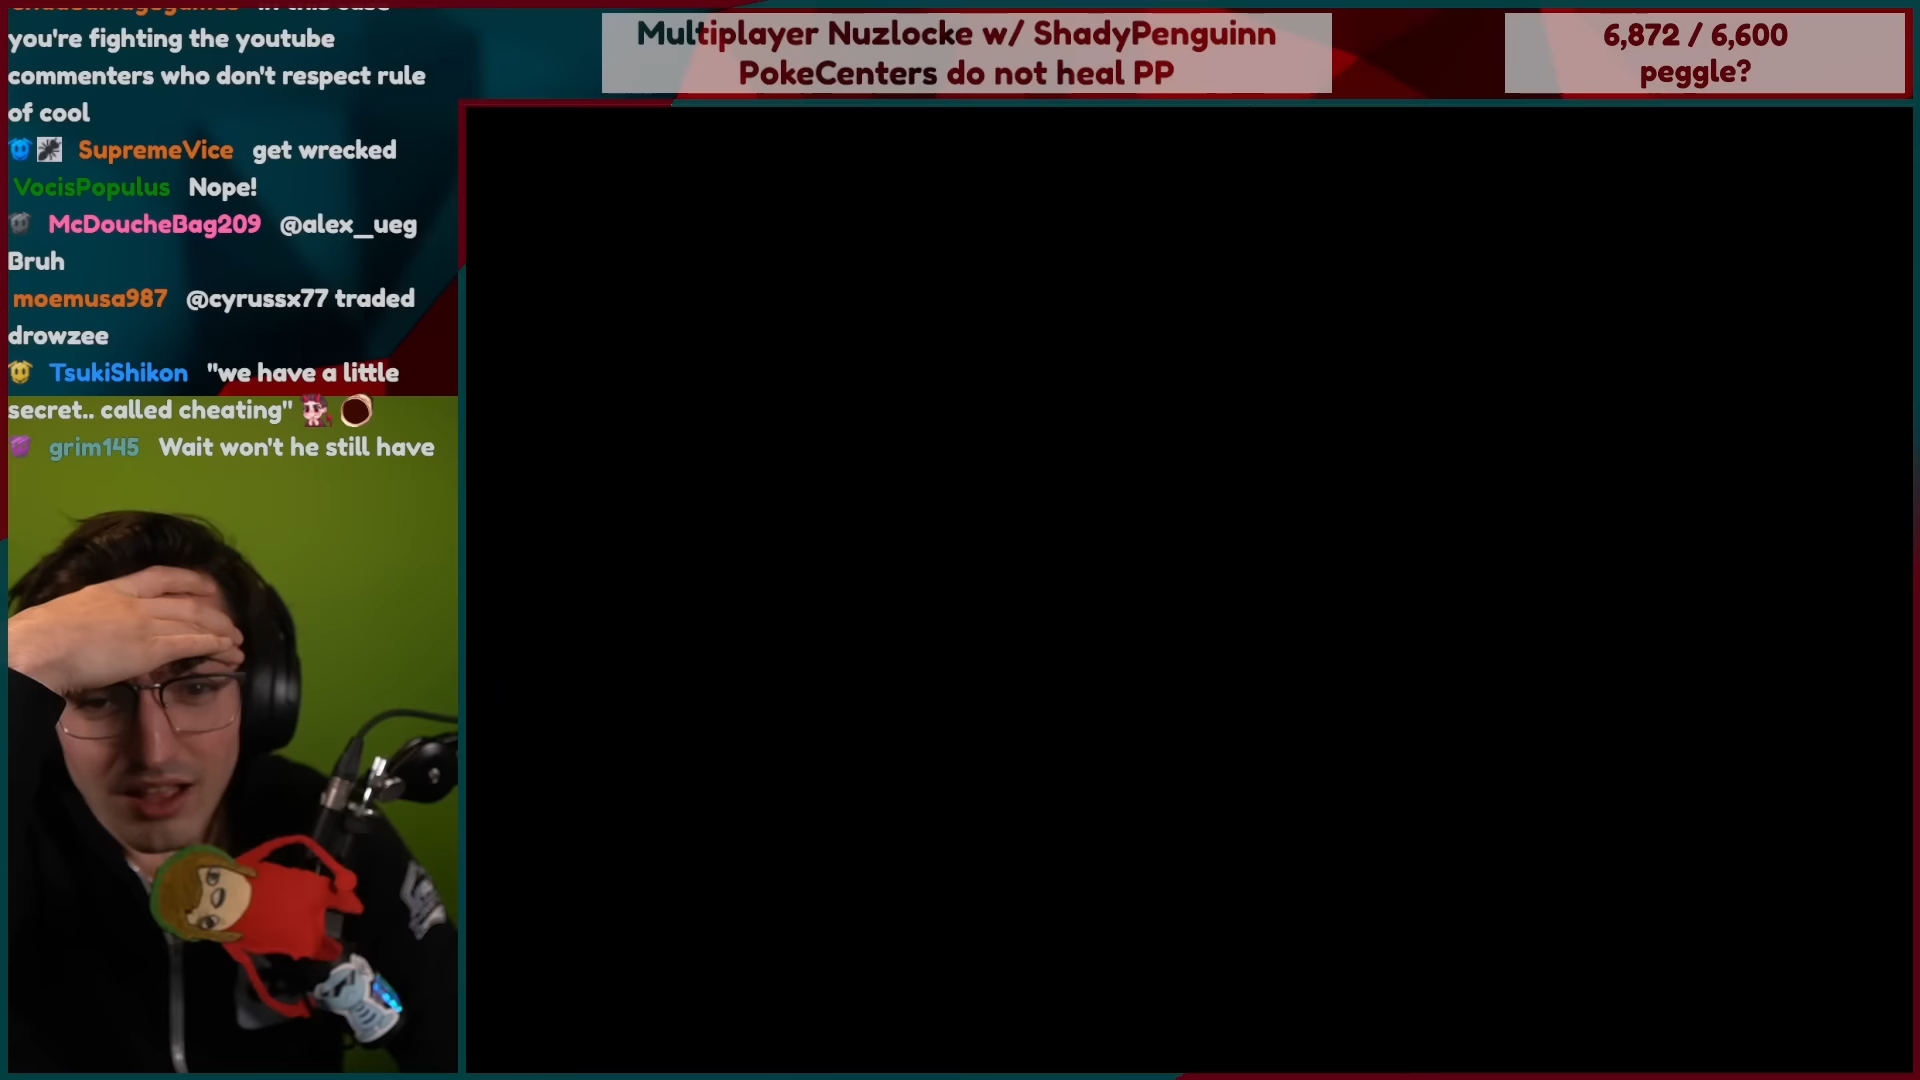 you're fighting the youtube
commenters who don't respect rule
of cool
SupremeVice get wrecked
VocisPopulus Nope!
McDoucheBag209 @alex_ueg
Bruh
moemusa987 @cyrussx77 traded
drowzee
TsukiShikon "we have a little
secret.. called cheating"
grim145 Wait won't he still have
Multiplayer Nuzlocke w/ ShadyPenguinn
PokeCenters do not heal PP
6,872 / 6,600
peggle?